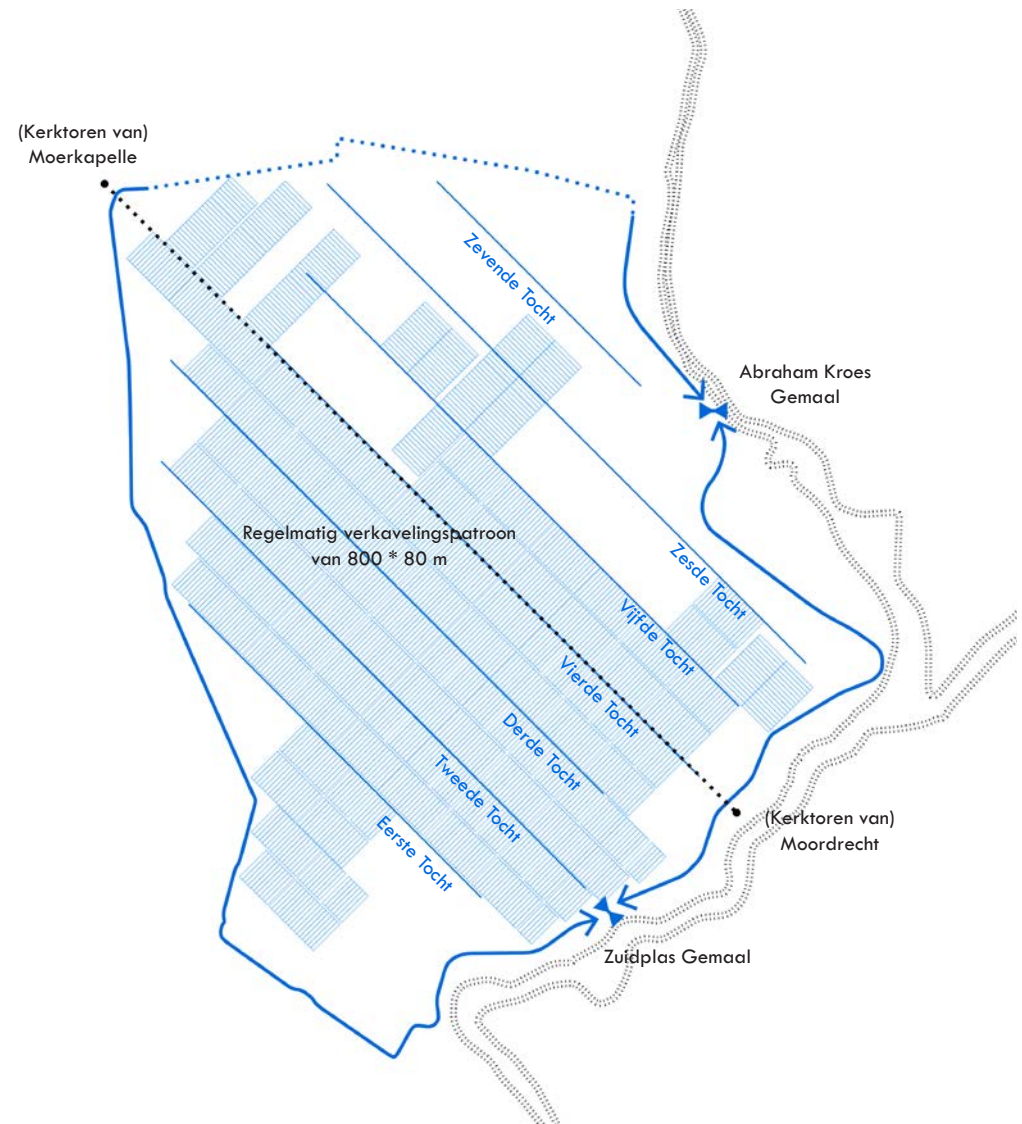 (Kerktoren van)
Moerkapelle
Zevende Tocht
Abraham Kroes
Gemaal
Regelmatig verkavelingspatroon
van 800 * 80 m
Zesde Tocht
Vijfde Tocht
Vierde Tocht
Derde Tocht
Tweede Tocht
Eerste Tocht
(Kerktoren van)
Moordrecht
Zuidplas Gemaal